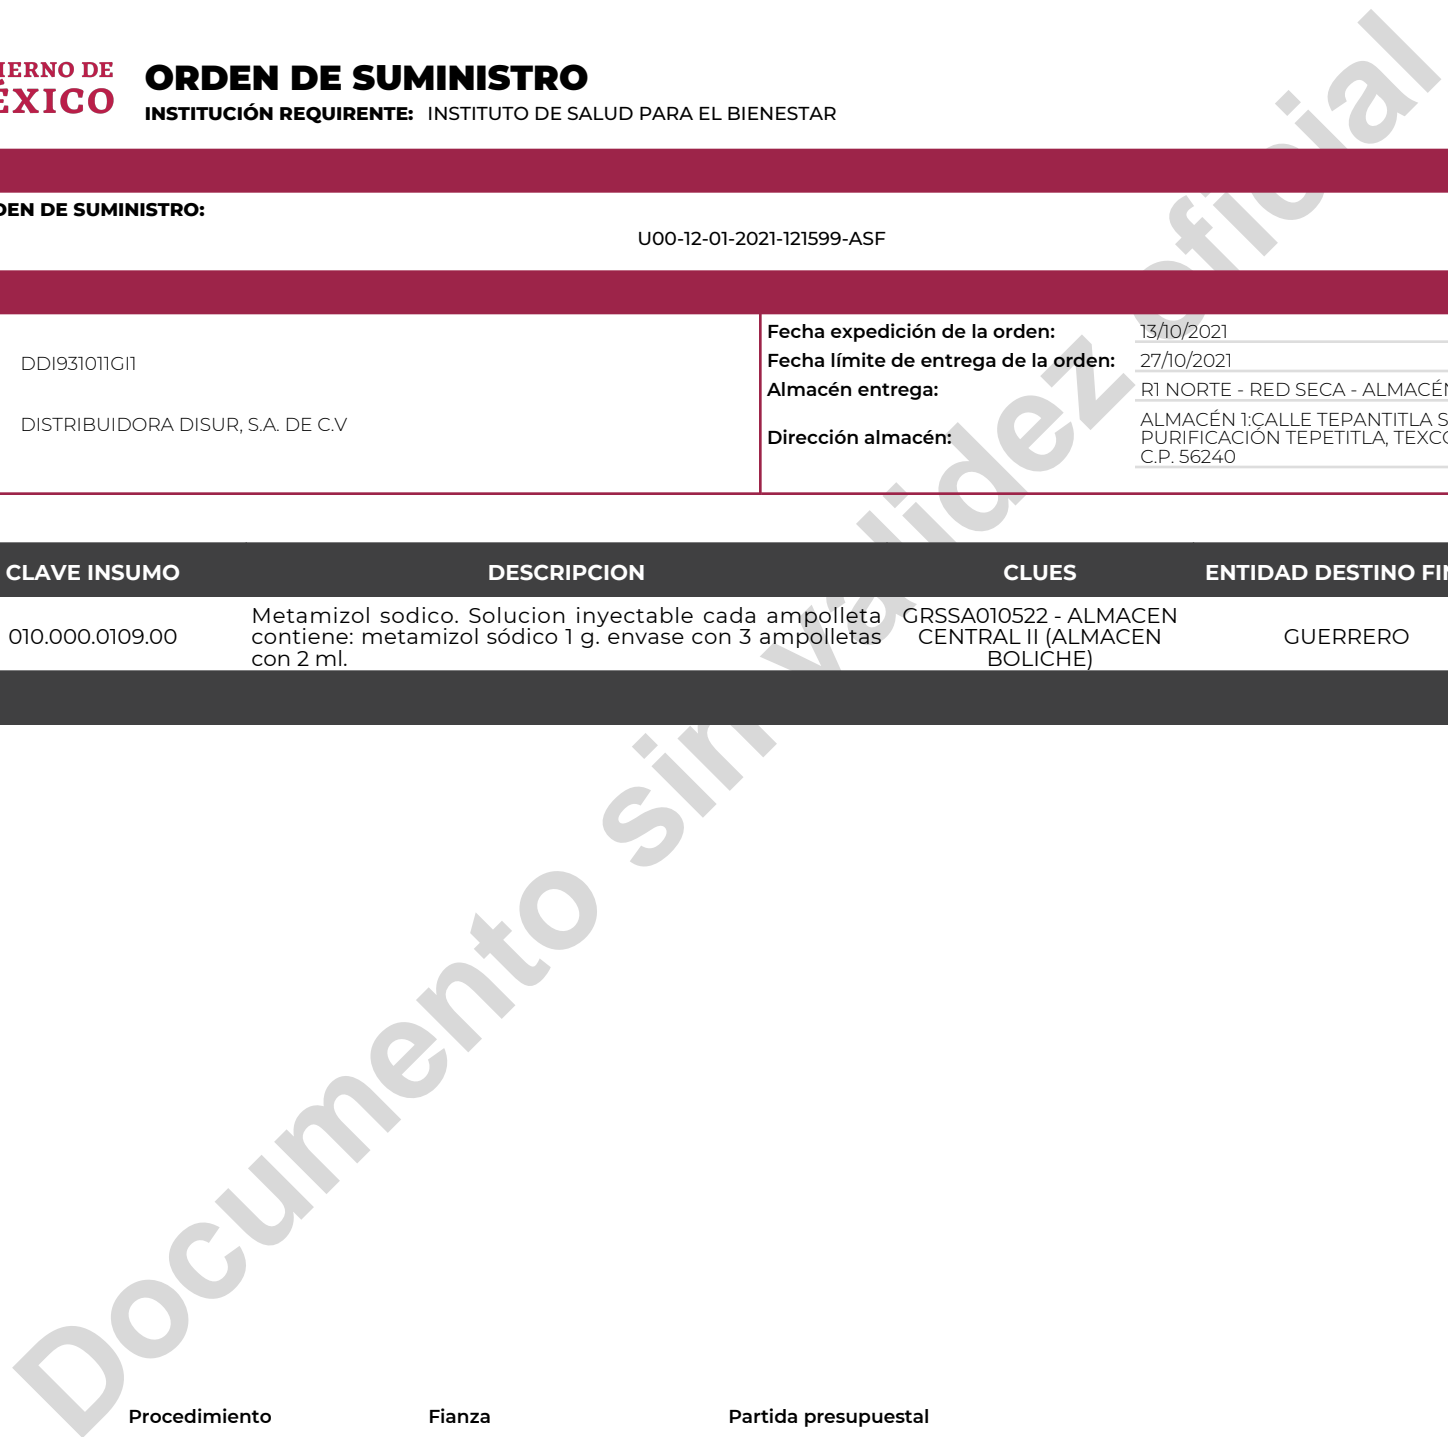 IERNO DE
ÉXICO
ORDEN DE SUMINISTRO
INSTITUCIÓN REQUIRENTE: INSTITUTO DE SALUD PARA EL BIENESTAR
DEN DE SUMINISTRO:
U00-12-01-2021-121599-ASF
DDI931011GI1
DISTRIBUIDORA DISUR, S.A. DE C.V
Fecha expedición de la orden: 13/10/2021
Fecha límite de entrega de la orden: 27/10/2021
Almacén entrega: R1 NORTE - RED SECA - ALMACÉN
Dirección almacén: ALMACÉN 1:CALLE TEPANTITLA S
PURIFICACIÓN TEPETITLA, TEXCO
C.P. 56240
CLAVE INSUMO DESCRIPCION CLUES ENTIDAD DESTINO FIN
010.000.0109.00
Metamizol sodico. Solucion inyectable cada ampolleta
contiene: metamizol sódico 1 g. envase con 3 ampolletas
con 2 ml.
GRSSA010522 - ALMACEN
CENTRAL II (ALMACEN
BOLICHE)
GUERRERO
Documento sin validez oficial
Procedimiento Fianza Partida presupuestal